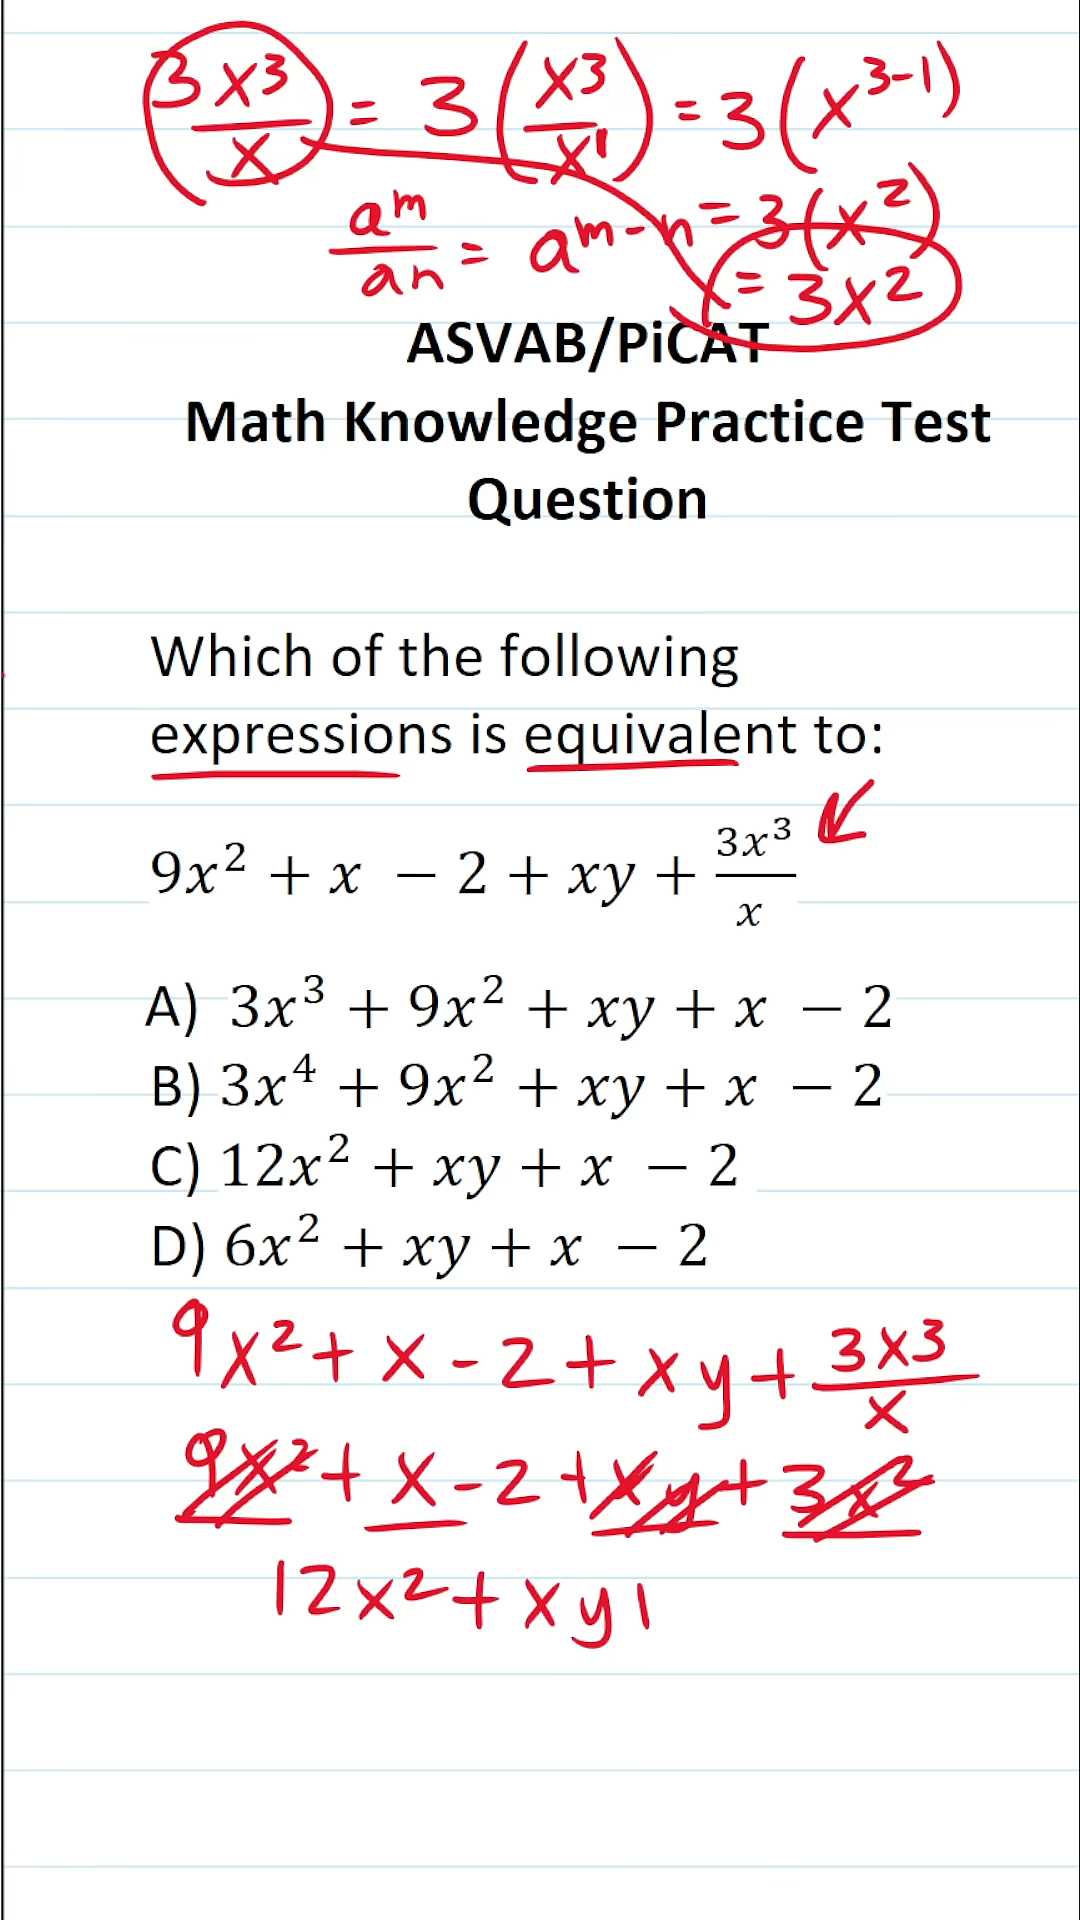 3x³/x = 3(x³/x¹) = 3(x³⁻¹)
aᵐ/aⁿ = aᵐ⁻ⁿ = 3(x²)
= 3x²
ASVAB/PiCAT
Math Knowledge Practice Test
Question
Which of the following
expressions is equivalent to:
9x² + x − 2 + xy + 3x³/x
A) 3x³ + 9x² + xy + x − 2
B) 3x⁴ + 9x² + xy + x − 2
C) 12x² + xy + x − 2
D) 6x² + xy + x − 2
9x² + x - 2 + xy + 3x³/x
9x² + x - 2 + xy + 3x²
12x² + xy ı